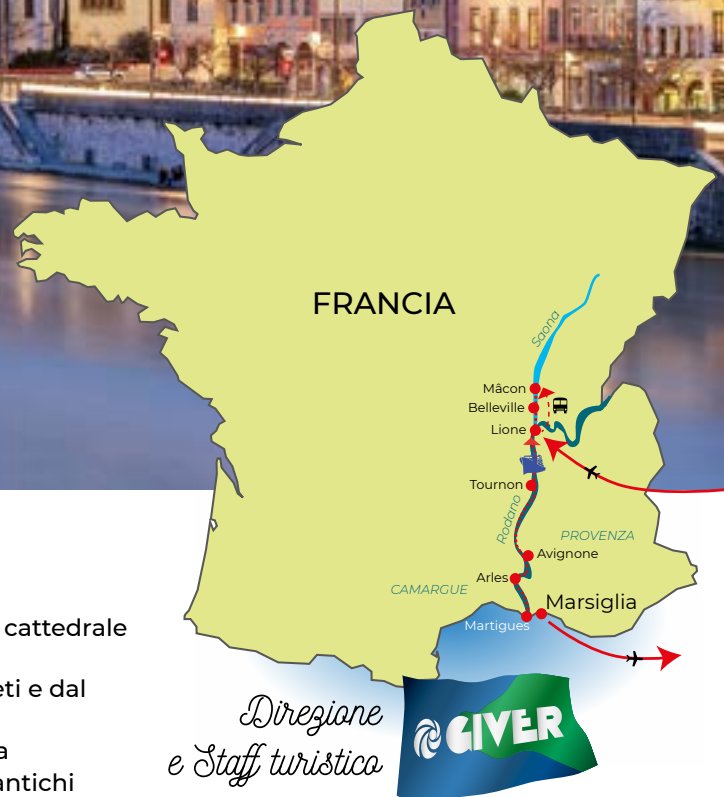 FRANCIA
Saona
Mâcon
Belleville
Lione
Tournon
Rodano
PROVENZA
Avignone
Arles
CAMARGUE
Marsiglia
Martigues
cattedrale
eti e dal
a
antichi
Direzione
e Staff turistico
GIVER